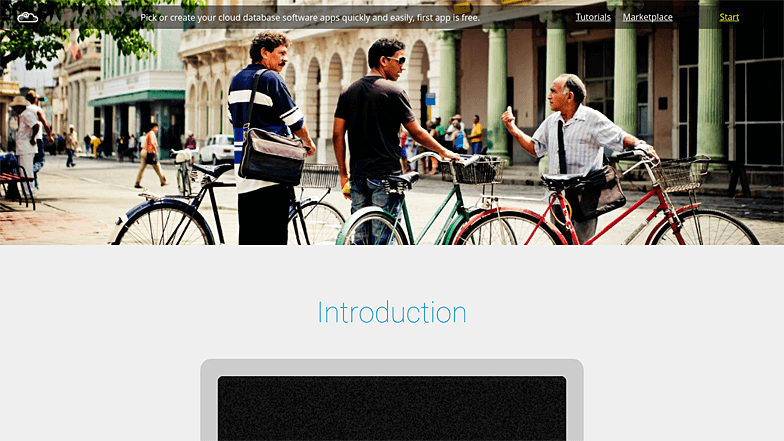 Pick or create your cloud database software apps quickly and easily, first app is free.
Tutorials
Marketplace
Start
Introduction